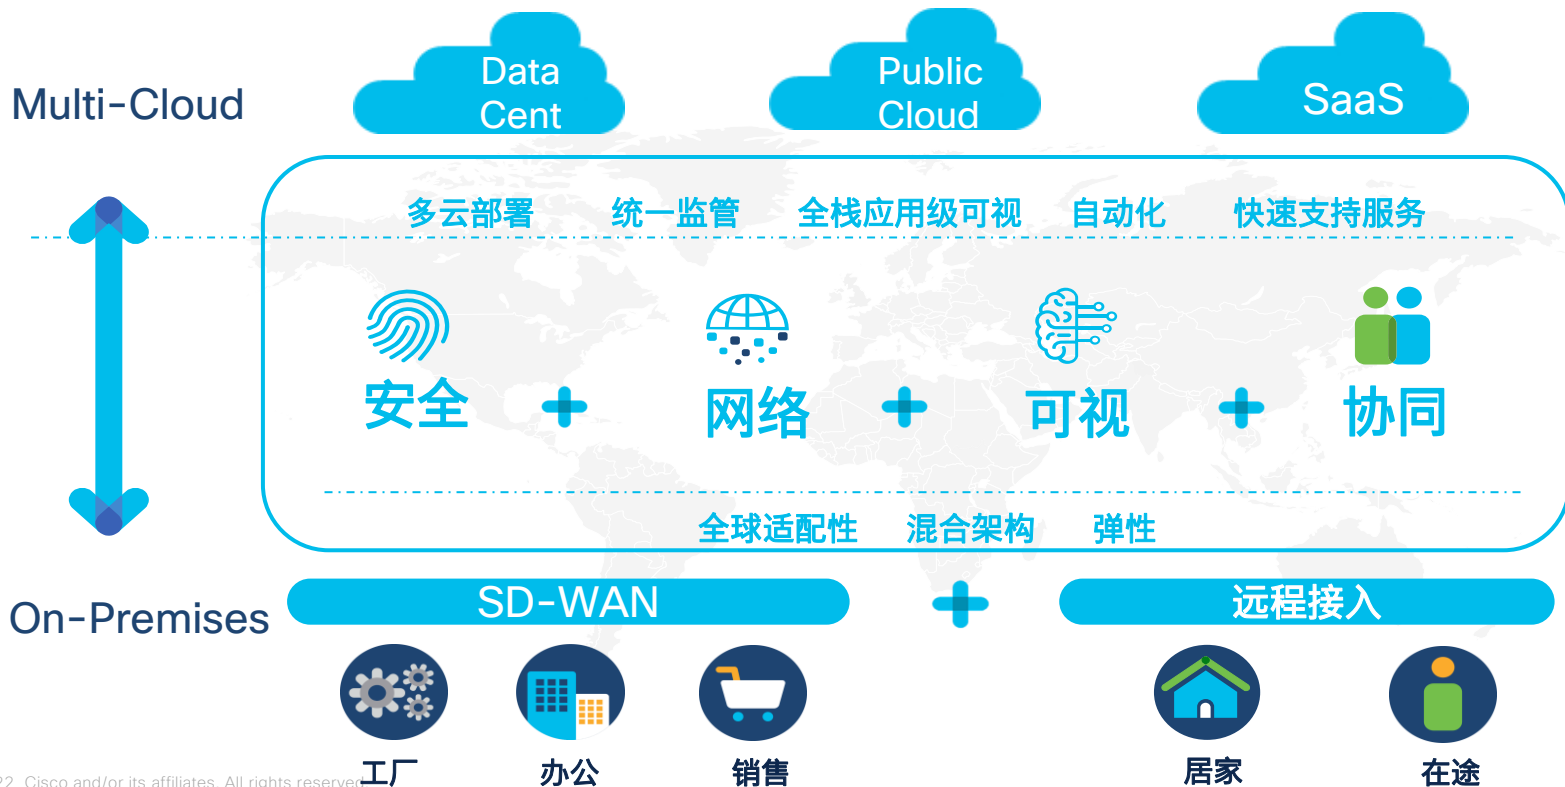 Data
Cent
Public
Cloud
SaaS
Multi-Cloud
多云部署 统一监管 全栈应用级可视 自动化 快速支持服务
安全 网络 可视 协同
全球适配性 混合架构 弹性
On-Premises
SD-WAN
远程接入
工厂 办公 销售 居家 在途
22 Cisco and/or its affiliates. All rights reserved.